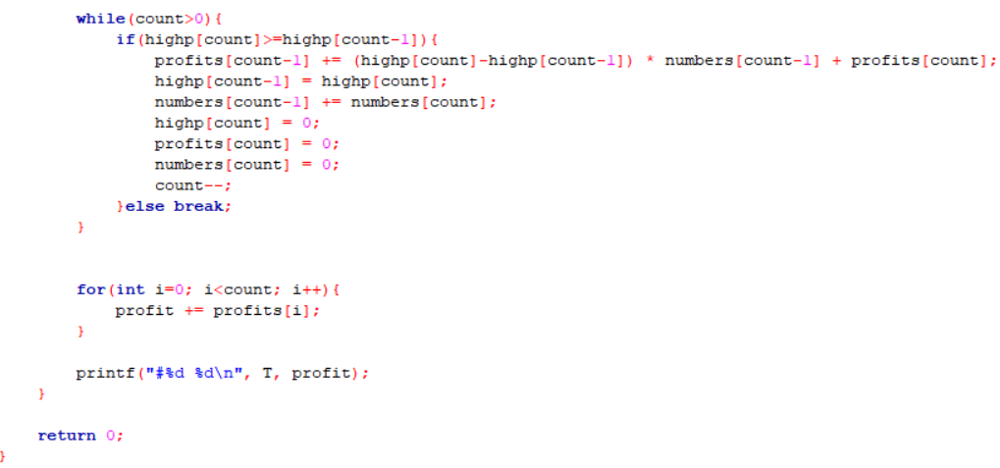 while(count>0){
if(highp[count]>=highp[count-1]){
profits[count-1] += (highp[count]-highp[count-1]) * numbers[count-1] + profits[count];
highp[count-1] = highp[count];
numbers[count-1] += numbers[count];
highp[count] = 0;
profits[count] = 0;
numbers[count] = 0;
count--;
}else break;
}
for(int i=0; i<count; i++){
profit += profits[i];
}
printf("#%d %d\n", T, profit);
}
return 0;
}